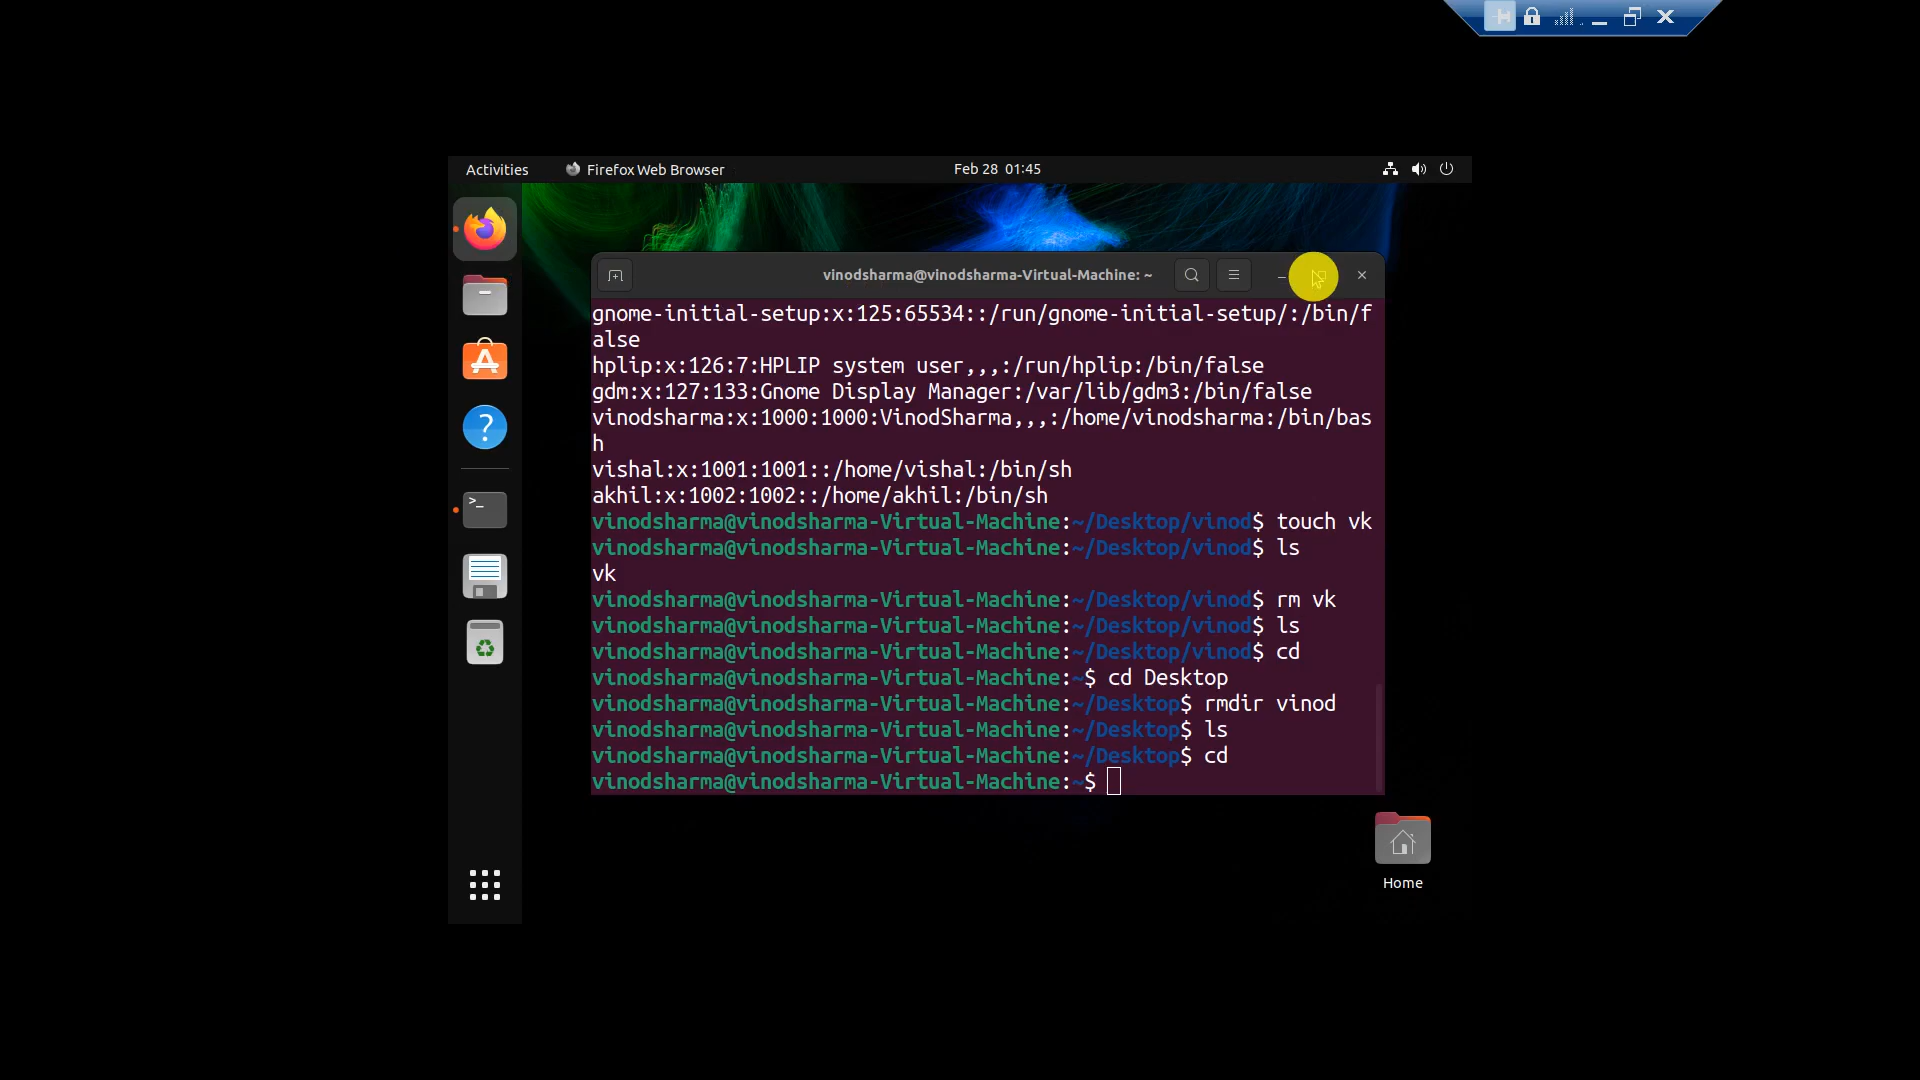 Activities Firefox Web Browser Feb 28 01:45
vinodsharma@vinodsharma-Virtual-Machine: ~
gnome-initial-setup:x:125:65534::/run/gnome-initial-setup/:/bin/f
alse
hplip:x:126:7:HPLIP system user,,,:/run/hplip:/bin/false
gdm:x:127:133:Gnome Display Manager:/var/lib/gdm3:/bin/false
vinodsharma:x:1000:1000:VinodSharma,,,:/home/vinodsharma:/bin/bas
h
vishal:x:1001:1001::/home/vishal:/bin/sh
akhil:x:1002:1002::/home/akhil:/bin/sh
vinodsharma@vinodsharma-Virtual-Machine:~/Desktop/vinod$ touch vk
vinodsharma@vinodsharma-Virtual-Machine:~/Desktop/vinod$ ls
vk
vinodsharma@vinodsharma-Virtual-Machine:~/Desktop/vinod$ rm vk
vinodsharma@vinodsharma-Virtual-Machine:~/Desktop/vinod$ ls
vinodsharma@vinodsharma-Virtual-Machine:~/Desktop/vinod$ cd
vinodsharma@vinodsharma-Virtual-Machine:~$ cd Desktop
vinodsharma@vinodsharma-Virtual-Machine:~/Desktop$ rmdir vinod
vinodsharma@vinodsharma-Virtual-Machine:~/Desktop$ ls
vinodsharma@vinodsharma-Virtual-Machine:~/Desktop$ cd
vinodsharma@vinodsharma-Virtual-Machine:~$
Home